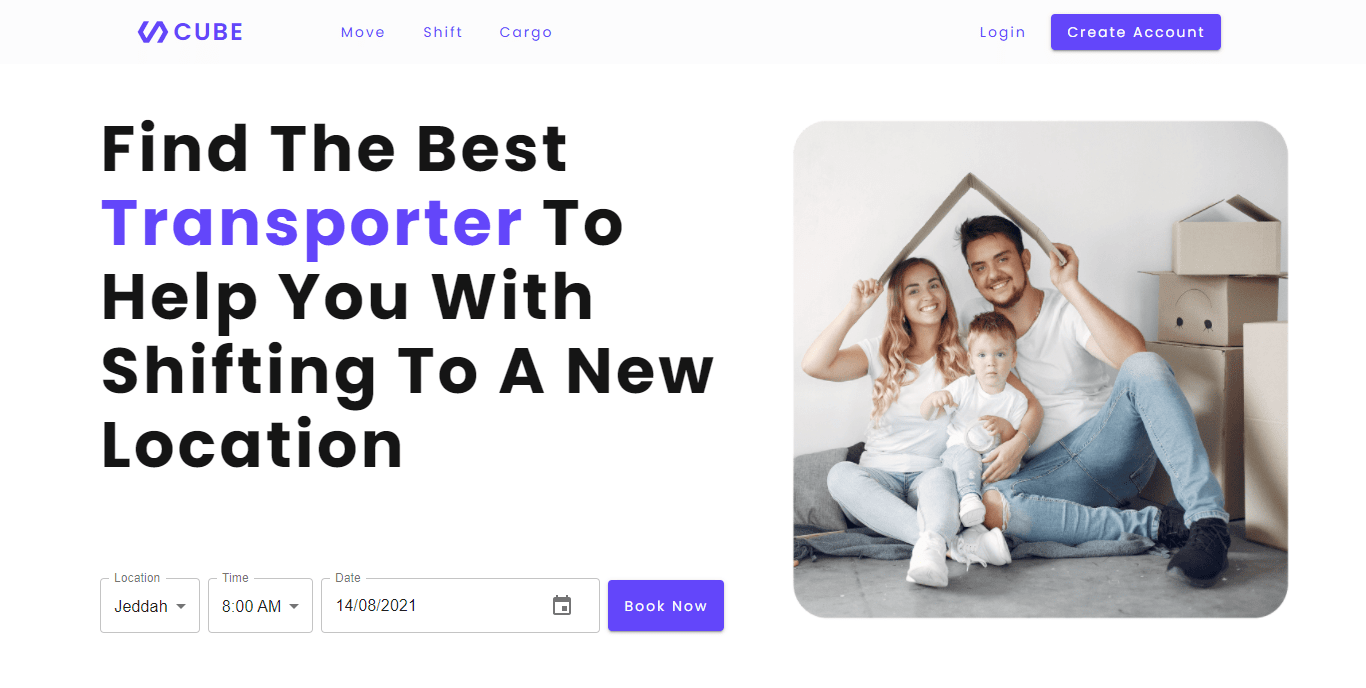 CUBE Move Shift Cargo Login Create Account
Find The Best
Transporter To
Help You With
Shifting To A New
Location
Location Time Date
Jeddah 8:00 AM 14/08/2021 Book Now